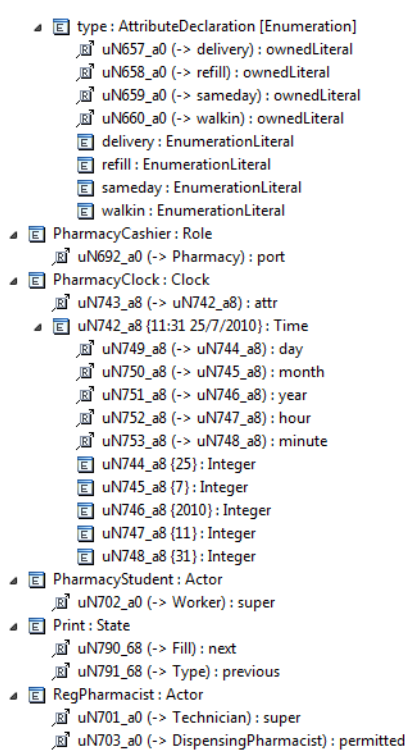 type : AttributeDeclaration [Enumeration]
uN657_a0 (-> delivery) : ownedLiteral
uN658_a0 (-> refill) : ownedLiteral
uN659_a0 (-> sameday) : ownedLiteral
uN660_a0 (-> walkin) : ownedLiteral
delivery : EnumerationLiteral
refill : EnumerationLiteral
sameday : EnumerationLiteral
walkin : EnumerationLiteral
PharmacyCashier : Role
uN692_a0 (-> Pharmacy) : port
PharmacyClock : Clock
uN743_a8 (-> uN742_a8) : attr
uN742_a8 {11:31 25/7/2010} : Time
uN749_a8 (-> uN744_a8) : day
uN750_a8 (-> uN745_a8) : month
uN751_a8 (-> uN746_a8) : year
uN752_a8 (-> uN747_a8) : hour
uN753_a8 (-> uN748_a8) : minute
uN744_a8 {25} : Integer
uN745_a8 {7} : Integer
uN746_a8 {2010} : Integer
uN747_a8 {11} : Integer
uN748_a8 {31} : Integer
PharmacyStudent : Actor
uN702_a0 (-> Worker) : super
Print : State
uN790_68 (-> Fill) : next
uN791_68 (-> Type) : previous
RegPharmacist : Actor
uN701_a0 (-> Technician) : super
uN703_a0 (-> DispensingPharmacist) : permitted